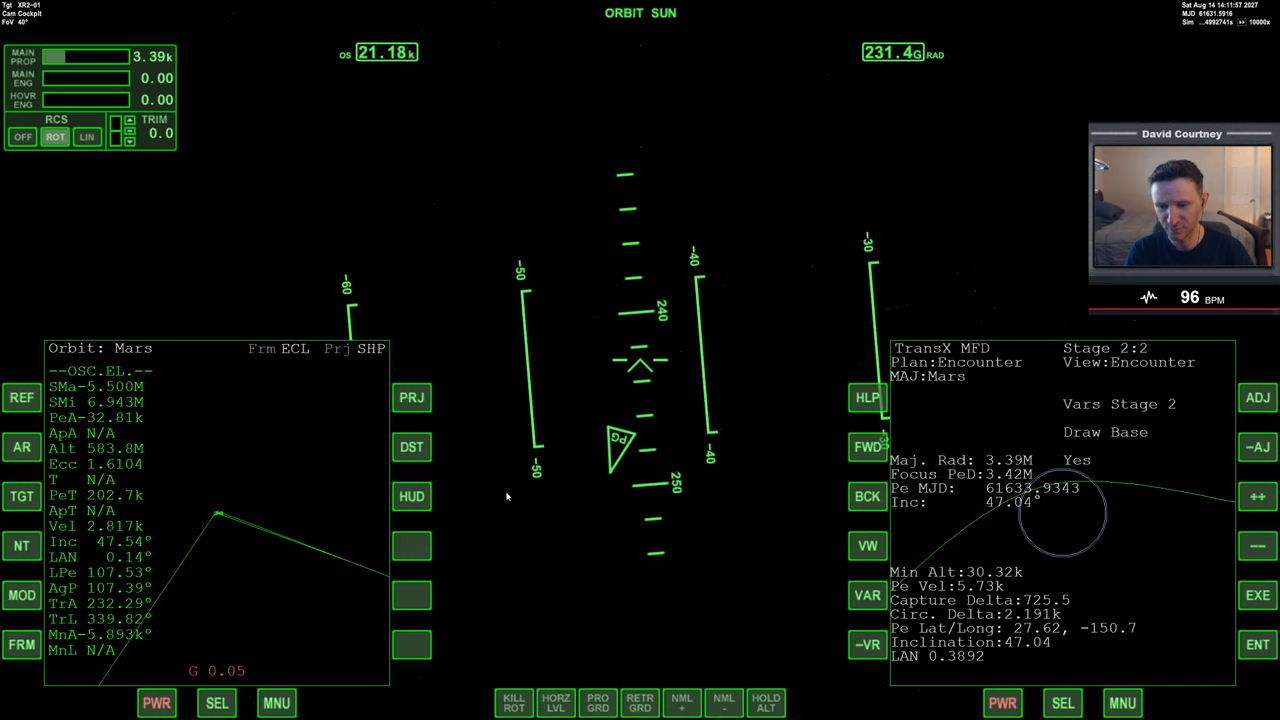 Tgt XR2-01
Cam Cockpit
FoV 40°
ORBIT SUN
Sat Aug 14 14:11:57 2027
MJD 61631.5916
Sim ...4992741s 10000x
MAIN PROP 3.39k
MAIN ENG 0.00
HOVR ENG 0.00
RCS TRIM
OFF ROT LIN 0.0
OS 21.18k
231.4G RAD
David Courtney
96 BPM
-60
-50
-40
-30
240
-50
-40
-30
250
PG
Orbit: Mars Frm ECL Prj SHP
--OSC.EL.--
SMa-5.500M
SMi 6.943M
PeA-32.81k
ApA N/A
Alt 583.8M
Ecc 1.6104
T N/A
PeT 202.7k
ApT N/A
Vel 2.817k
Inc 47.54°
LAN 0.14°
LPe 107.53°
AgP 107.39°
TrA 232.29°
TrL 339.82°
MnA-5.893k°
MnL N/A
G 0.05
REF
AR
TGT
NT
MOD
FRM
PRJ
DST
HUD
PWR SEL MNU
KILL ROT
HORZ LVL
PRO GRD
RETR GRD
NML +
NML -
HOLD ALT
TransX MFD Stage 2:2
Plan:Encounter View:Encounter
MAJ:Mars
Vars Stage 2
Draw Base
Maj. Rad: 3.39M Yes
Focus PeD:3.42M
Pe MJD: 61633.9343
Inc: 47.04°
Min Alt:30.32k
Pe Vel:5.73k
Capture Delta:725.5
Circ. Delta:2.191k
Pe Lat/Long: 27.62, -150.7
Inclination:47.04
LAN 0.3892
HLP
FWD
BCK
VW
VAR
-VR
ADJ
-AJ
++
--
EXE
ENT
PWR SEL MNU